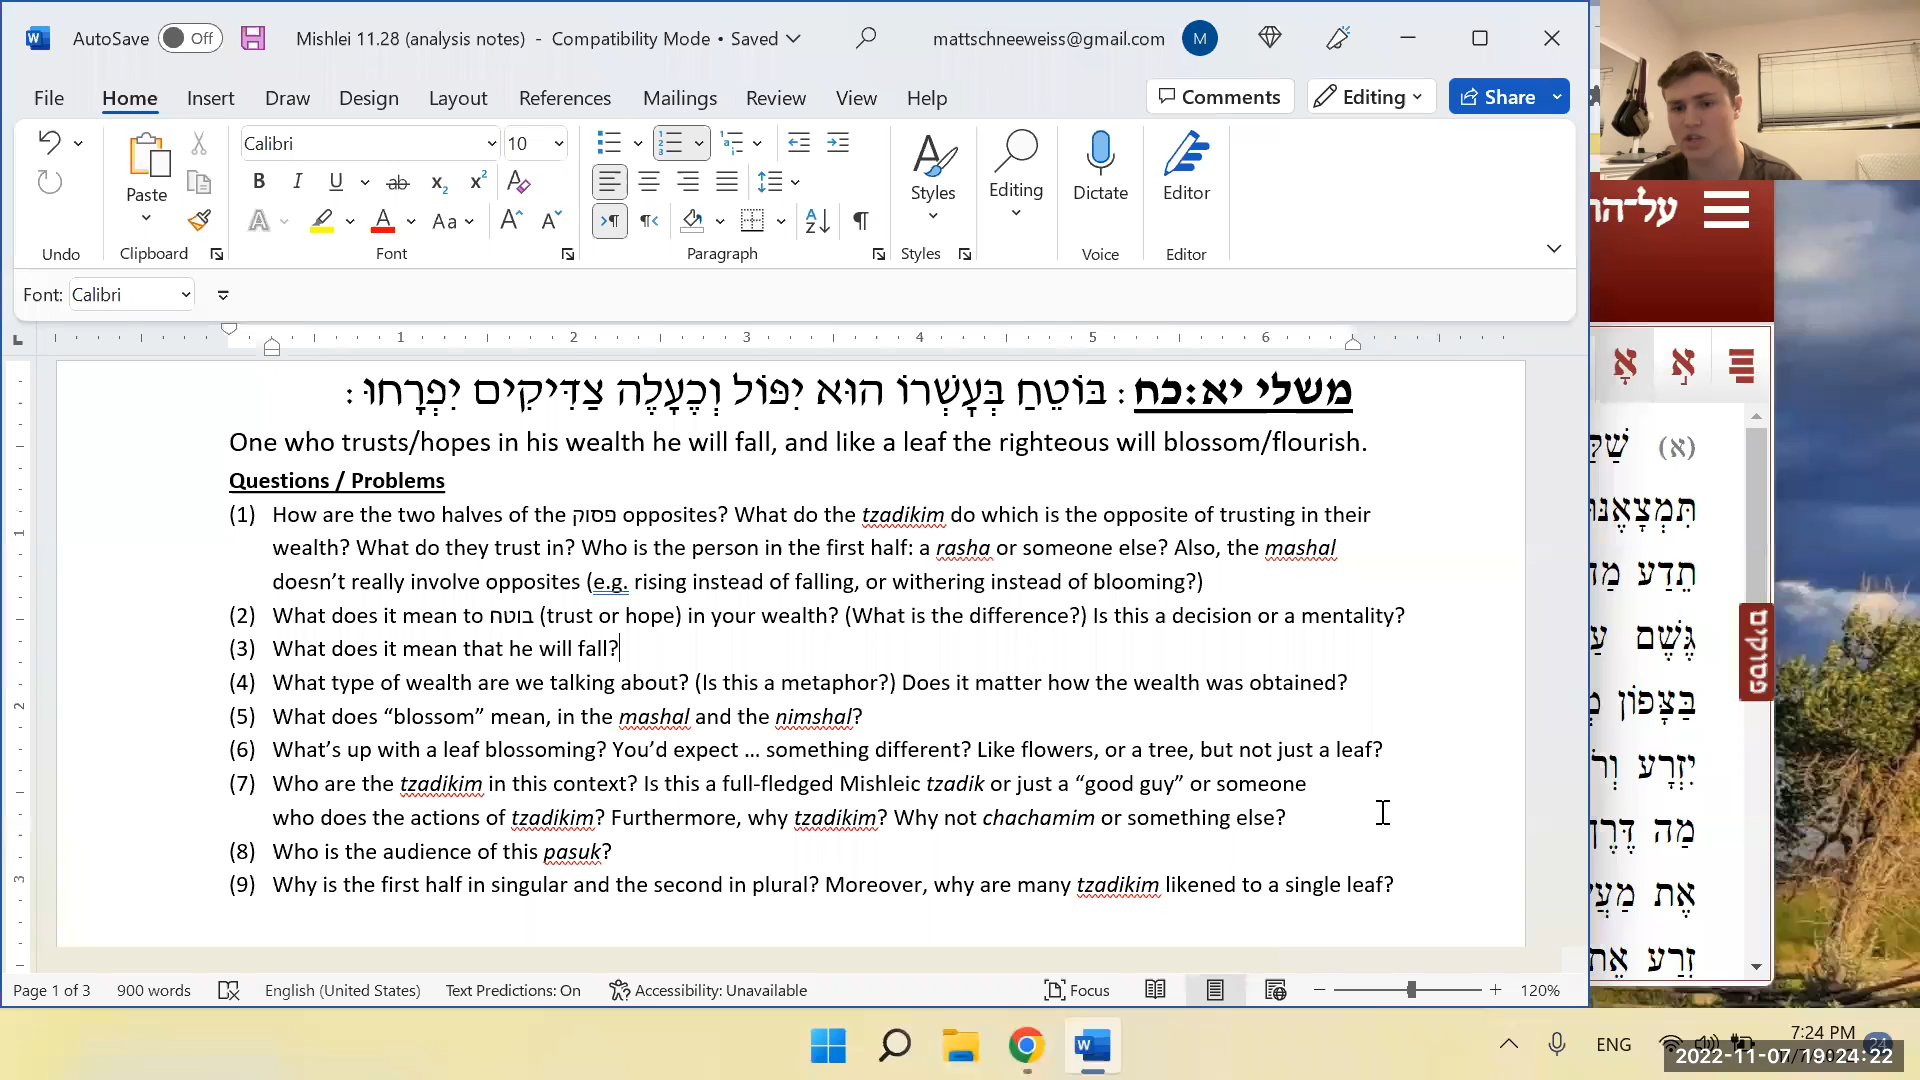 AutoSave Off Mishlei 11.28 (analysis notes) - Compatibility Mode • Saved mattschneeweiss@gmail.com M
File Home Insert Draw Design Layout References Mailings Review View Help Comments Editing Share
Calibri 10
Paste Styles Editing Dictate Editor
Undo Clipboard Font Paragraph Styles Voice Editor
Font: Calibri
1 2 3 4 5 6
משלי יא:כח: בּוֹטֵחַ בְּעָשְׁרוֹ הוּא יִפּוֹל וְכֶעָלֶה צַדִּיקִים יִפְרָחוּ:
One who trusts/hopes in his wealth he will fall, and like a leaf the righteous will blossom/flourish.
Questions / Problems
(1) How are the two halves of the פסוק opposites? What do the tzadikim do which is the opposite of trusting in their
wealth? What do they trust in? Who is the person in the first half: a rasha or someone else? Also, the mashal
doesn’t really involve opposites (e.g. rising instead of falling, or withering instead of blooming?)
(2) What does it mean to בוטח (trust or hope) in your wealth? (What is the difference?) Is this a decision or a mentality?
(3) What does it mean that he will fall?
(4) What type of wealth are we talking about? (Is this a metaphor?) Does it matter how the wealth was obtained?
(5) What does “blossom” mean, in the mashal and the nimshal?
(6) What’s up with a leaf blossoming? You’d expect … something different? Like flowers, or a tree, but not just a leaf?
(7) Who are the tzadikim in this context? Is this a full-fledged Mishleic tzadik or just a “good guy” or someone
who does the actions of tzadikim? Furthermore, why tzadikim? Why not chachamim or something else?
(8) Who is the audience of this pasuk?
(9) Why is the first half in singular and the second in plural? Moreover, why are many tzadikim likened to a single leaf?
Page 1 of 3 900 words English (United States) Text Predictions: On Accessibility: Unavailable Focus 120%
על־הת
(א)
תֵּדַע
בַּצָּפוֹן
פסוקים
מַה
אֶת
זְרַע
ENG 7:24 PM 24
2022-11-07 19:24:22